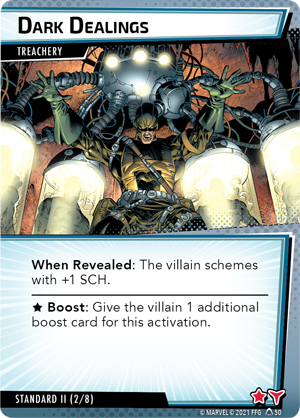 DARK DEALINGS
TREACHERY
When Revealed: The villain schemes
with +1 SCH.
★ Boost: Give the villain 1 additional
boost card for this activation.
© MARVEL © 2021 FFG 50
STANDARD II (2/8)